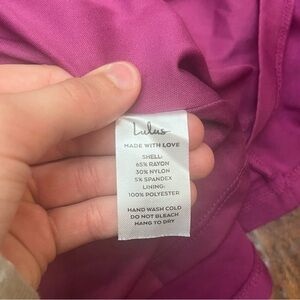 Lulus
MADE WITH LOVE
SHELL:
65% RAYON
30% NYLON
5% SPANDEX
LINING:
100% POLYESTER
HAND WASH COLD
DO NOT BLEACH
HANG TO DRY